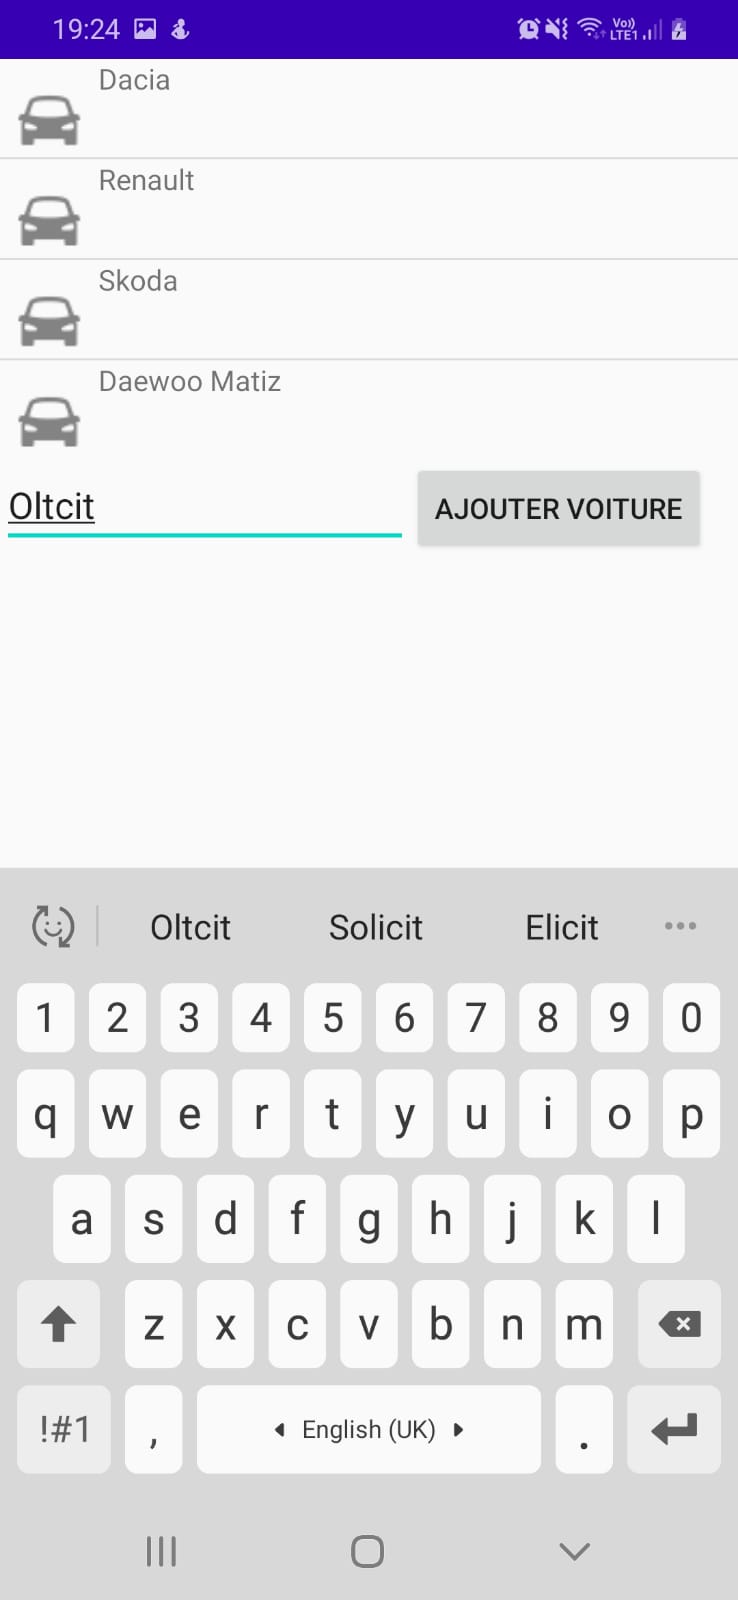 19:24
Vo))
LTE1
Dacia
Renault
Skoda
Daewoo Matiz
Oltcit
AJOUTER VOITURE
Oltcit Solicit Elicit
1 2 3 4 5 6 7 8 9 0
q w e r t y u i o p
a s d f g h j k l
z x c v b n m
!#1 , English (UK) .